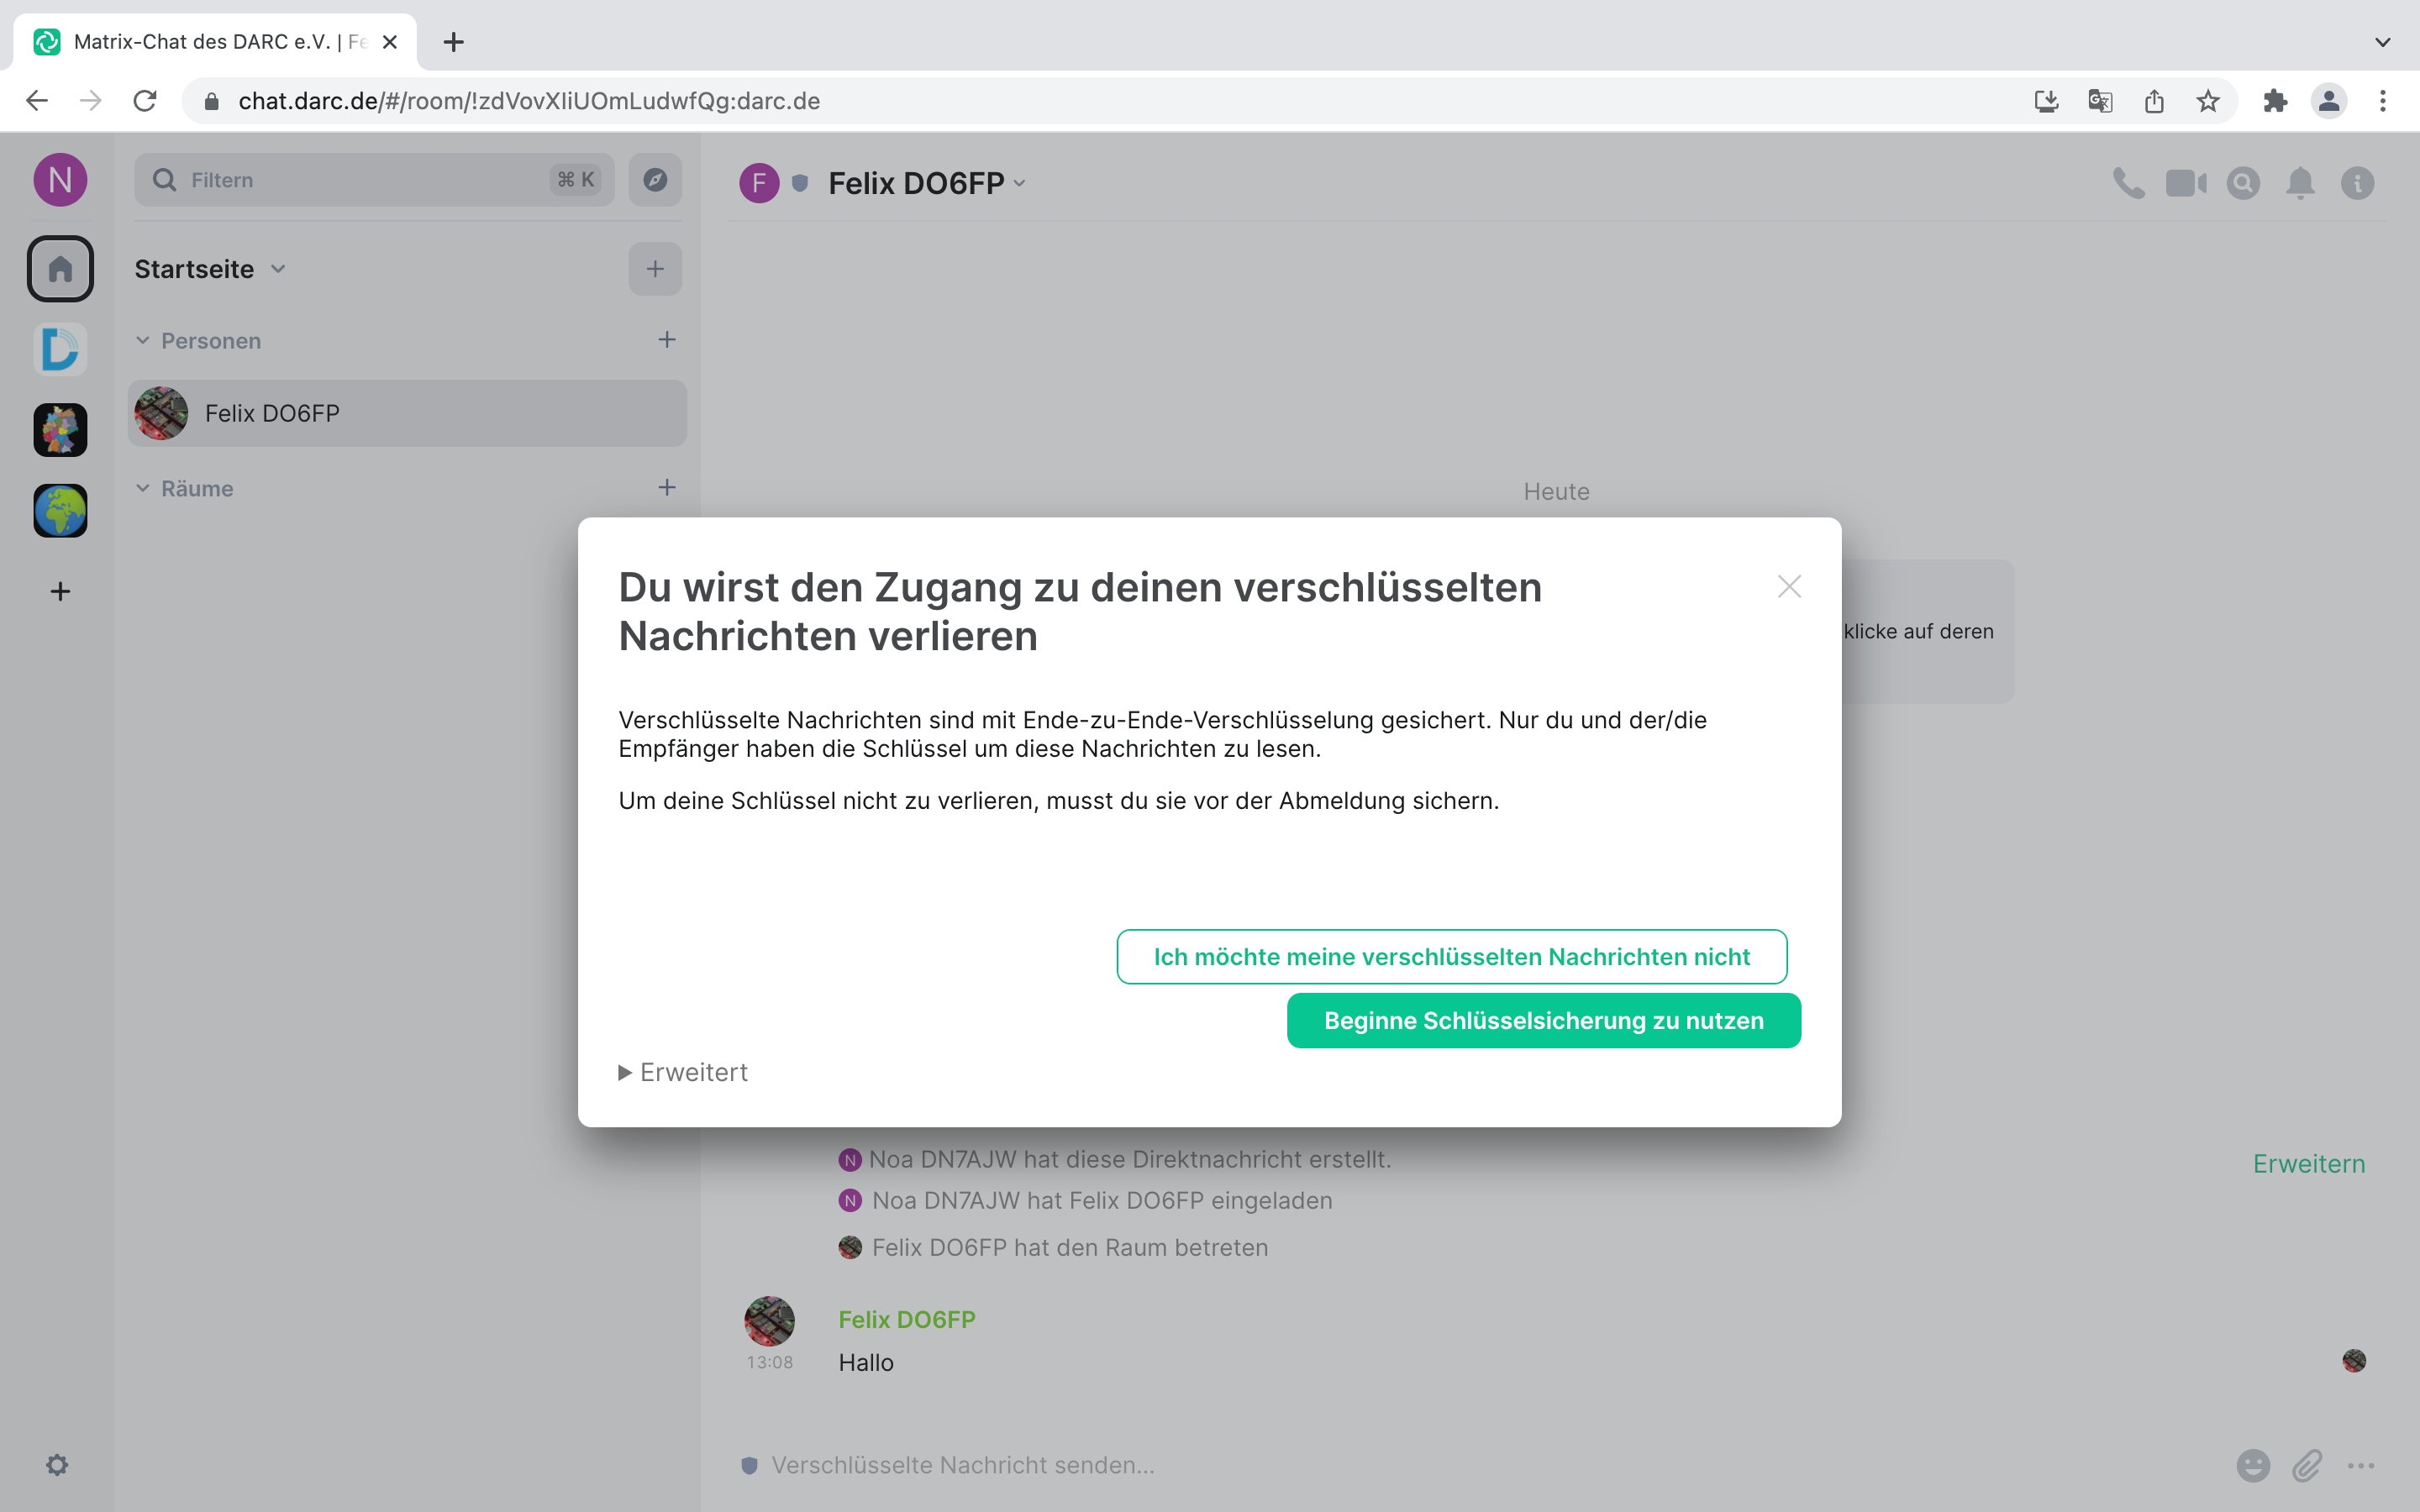 Matrix-Chat des DARC e.V. | Fe
chat.darc.de/#/room/!zdVovXIiUOmLudwfQg:darc.de
N
Filtern
⌘ K
F
Felix DO6FP
Startseite
Personen
Felix DO6FP
Räume
Heute
klicke auf deren
Du wirst den Zugang zu deinen verschlüsselten
Nachrichten verlieren
Verschlüsselte Nachrichten sind mit Ende-zu-Ende-Verschlüsselung gesichert. Nur du und der/die
Empfänger haben die Schlüssel um diese Nachrichten zu lesen.
Um deine Schlüssel nicht zu verlieren, musst du sie vor der Abmeldung sichern.
Ich möchte meine verschlüsselten Nachrichten nicht
Beginne Schlüsselsicherung zu nutzen
Erweitert
N Noa DN7AJW hat diese Direktnachricht erstellt.
Erweitern
N Noa DN7AJW hat Felix DO6FP eingeladen
Felix DO6FP hat den Raum betreten
Felix DO6FP
13:08
Hallo
Verschlüsselte Nachricht senden...